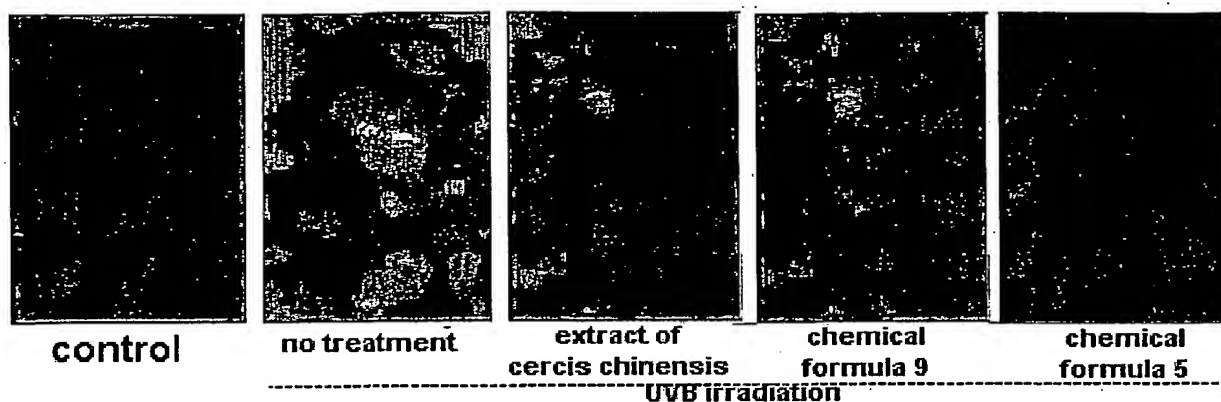 control
no treatment
extract of
cercis chinensis
chemical
formula 9
chemical
formula 5
UVB irradiation